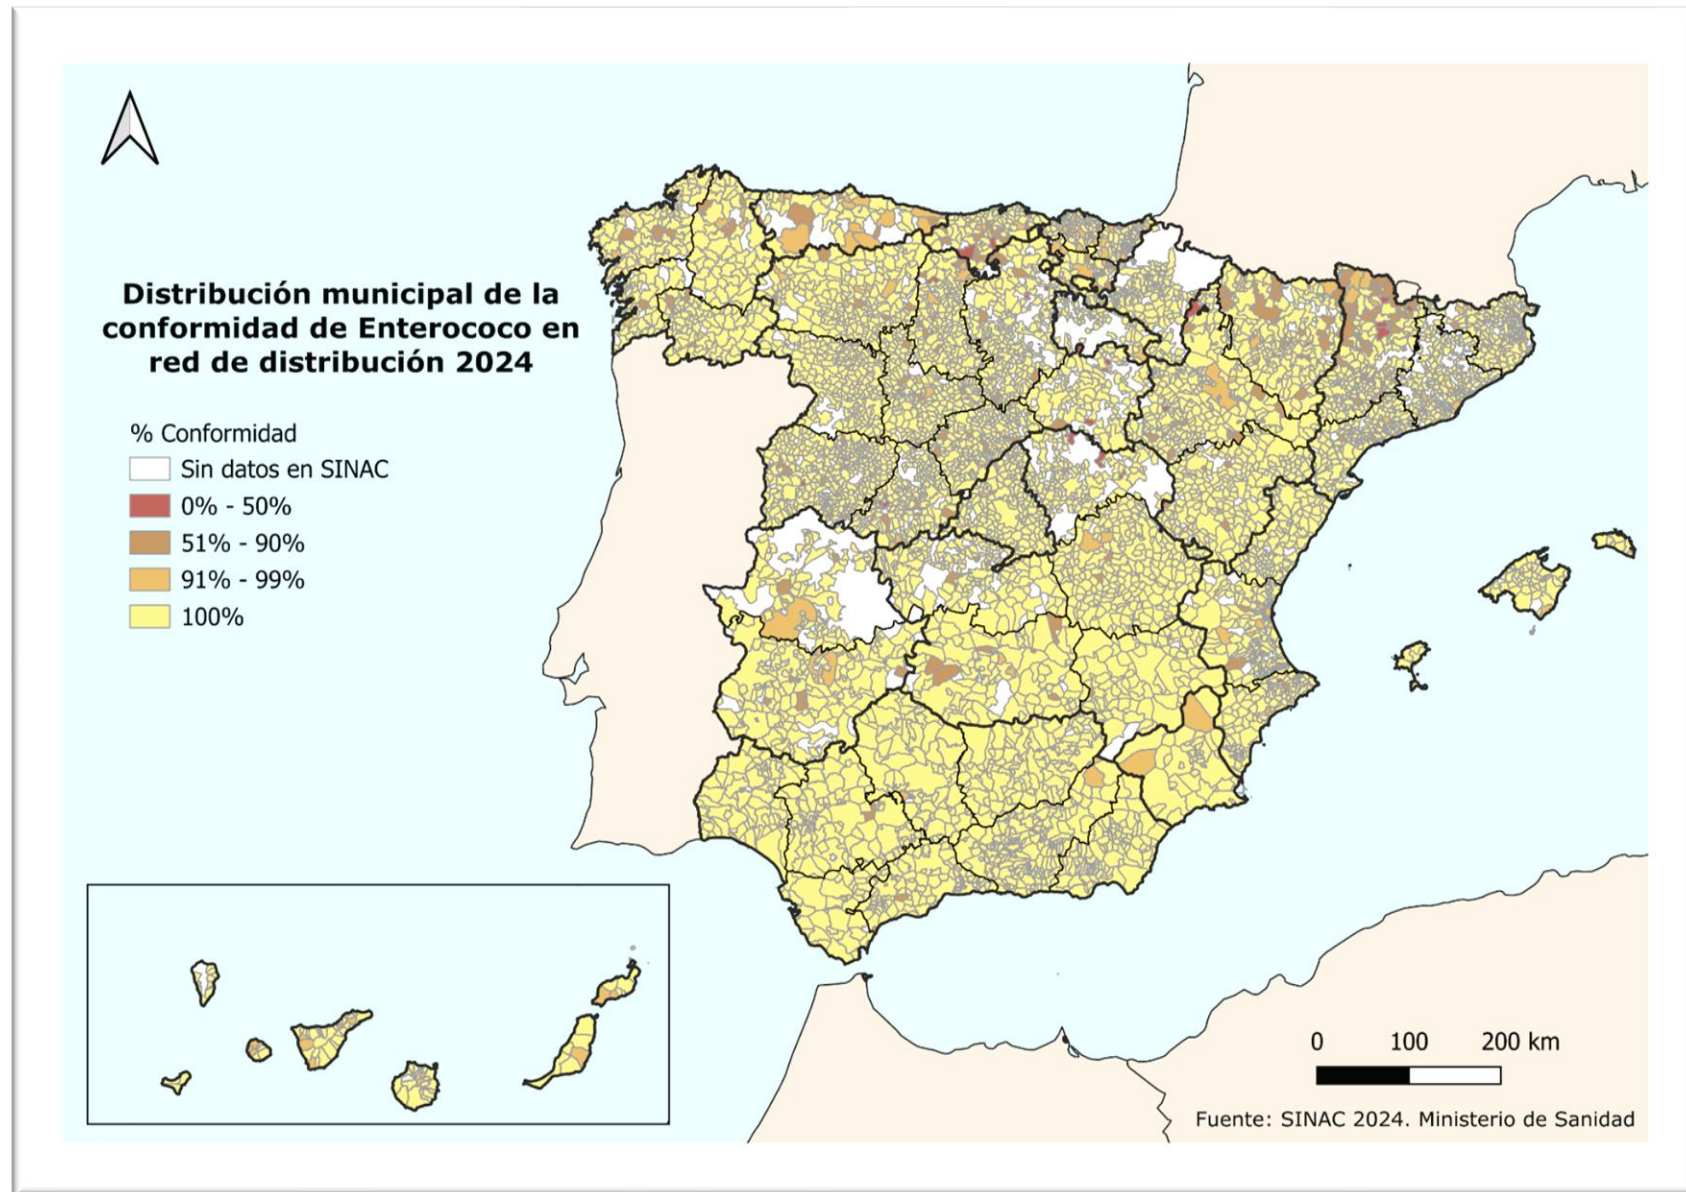 Distribución municipal de la
conformidad de Enterococo en
red de distribución 2024
% Conformidad
Sin datos en SINAC
0% - 50%
51% - 90%
91% - 99%
100%
0 100 200 km
Fuente: SINAC 2024. Ministerio de Sanidad